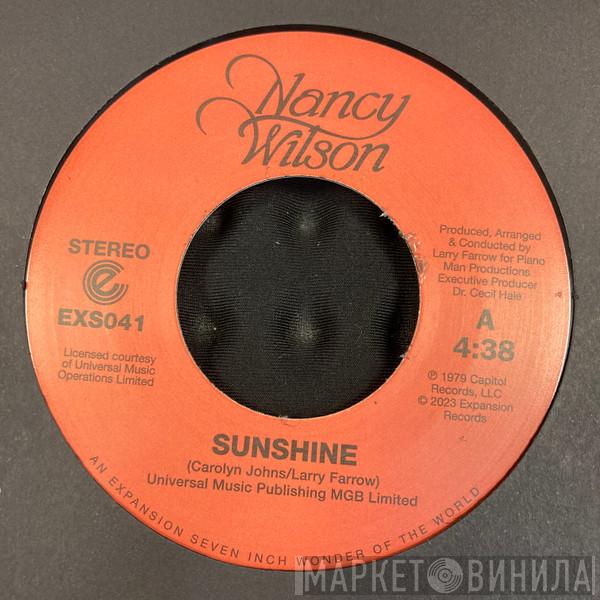 Nancy
Wilson
STEREO
EXS041
Licensed courtesy
of Universal Music
Operations Limited
Produced, Arranged
& Conducted by
Larry Farrow for Piano
Man Productions
Executive Producer
Dr. Cecil Hale
A
4:38
℗ 1979 Capitol
Records, LLC
© 2023 Expansion
Records
SUNSHINE
(Carolyn Johns/Larry Farrow)
Universal Music Publishing MGB Limited
AN EXPANSION SEVEN INCH WONDER OF THE WORLD
МАРКЕТ ВИНИЛА